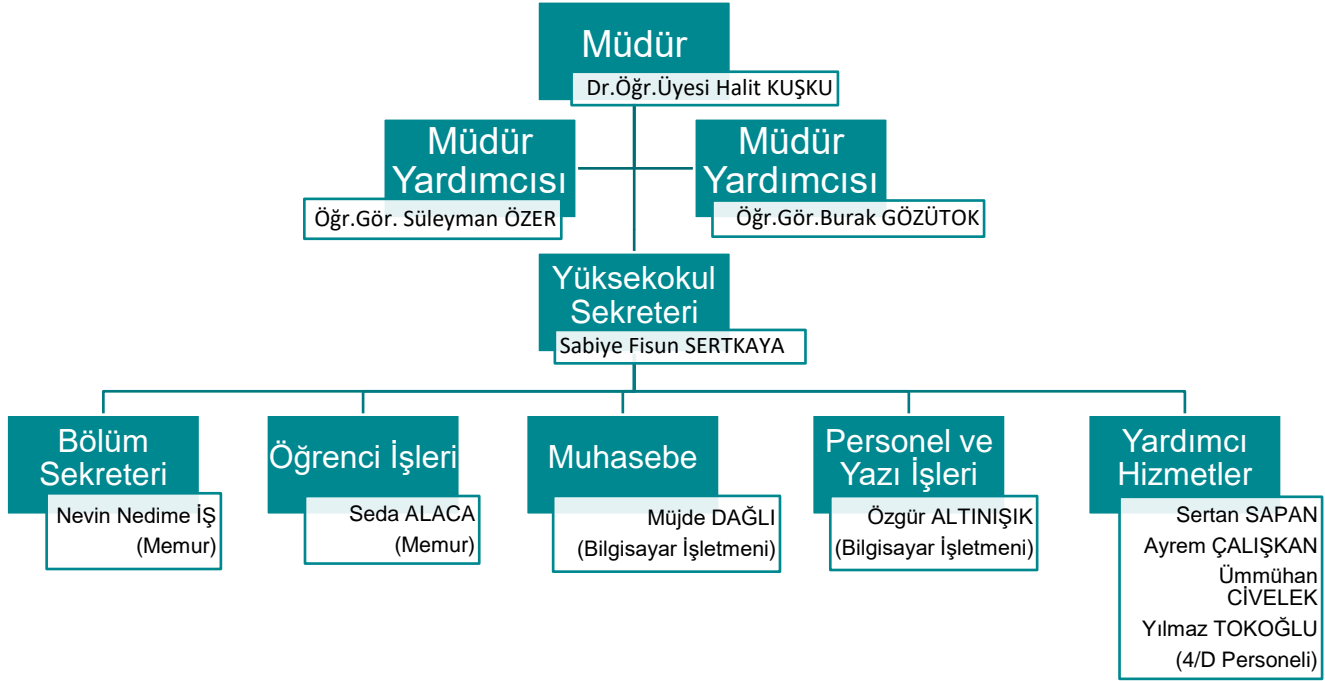 Müdür
Dr.Öğr.Üyesi Halit KUŞKU
Müdür
Yardımcısı
Öğr.Gör. Süleyman ÖZER
Müdür
Yardımcısı
Öğr.Gör.Burak GÖZÜTOK
Yüksekokul
Sekreteri
Sabiye Fisun SERTKAYA
Bölüm
Sekreteri
Nevin Nedime İŞ
(Memur)
Öğrenci İşleri
Seda ALACA
(Memur)
Muhasebe
Müjde DAĞLI
(Bilgisayar İşletmeni)
Personel ve
Yazı İşleri
Özgür ALTINIŞIK
(Bilgisayar İşletmeni)
Yardımcı
Hizmetler
Sertan SAPAN
Ayrem ÇALIŞKAN
Ümmühan
CİVELEK
Yılmaz TOKOĞLU
(4/D Personeli)